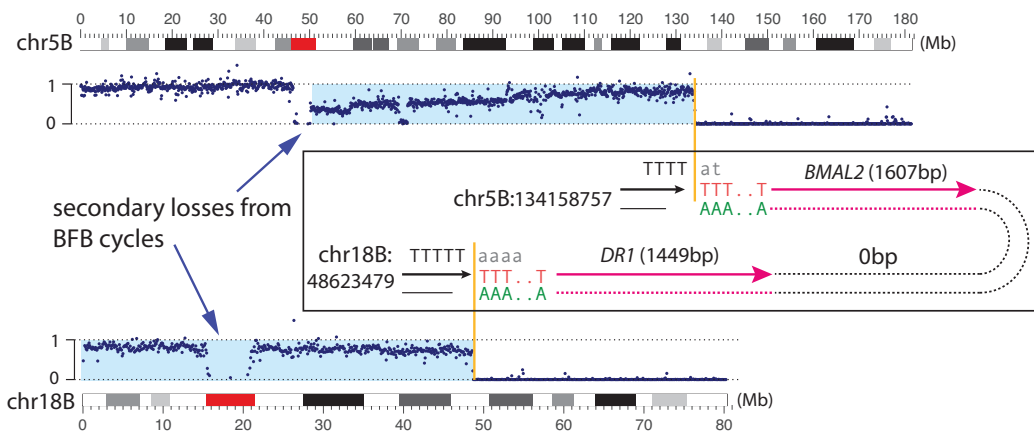 0 10 20 30 40 50 60 70 80 90 100 110 120 130 140 150 160 170 180
chr5B (Mb)
1
0
TTTT at BMAL2 (1607bp)
chr5B:134158757 TTT..T
AAA..A
secondary losses from
BFB cycles
chr18B: TTTTT aaaa DR1 (1449bp) 0bp
48623479 TTT..T
AAA..A
1
0
chr18B (Mb)
0 10 20 30 40 50 60 70 80